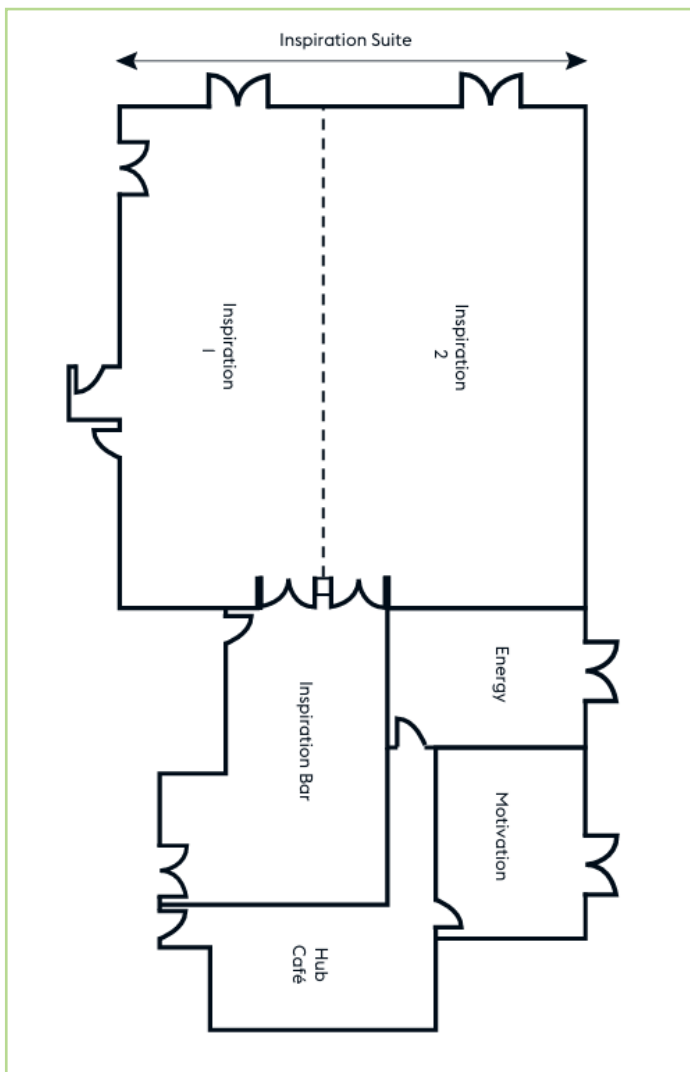 Inspiration Suite
Inspiration
1
Inspiration
2
Energy
Inspiration Bar
Motivation
Hub
Café